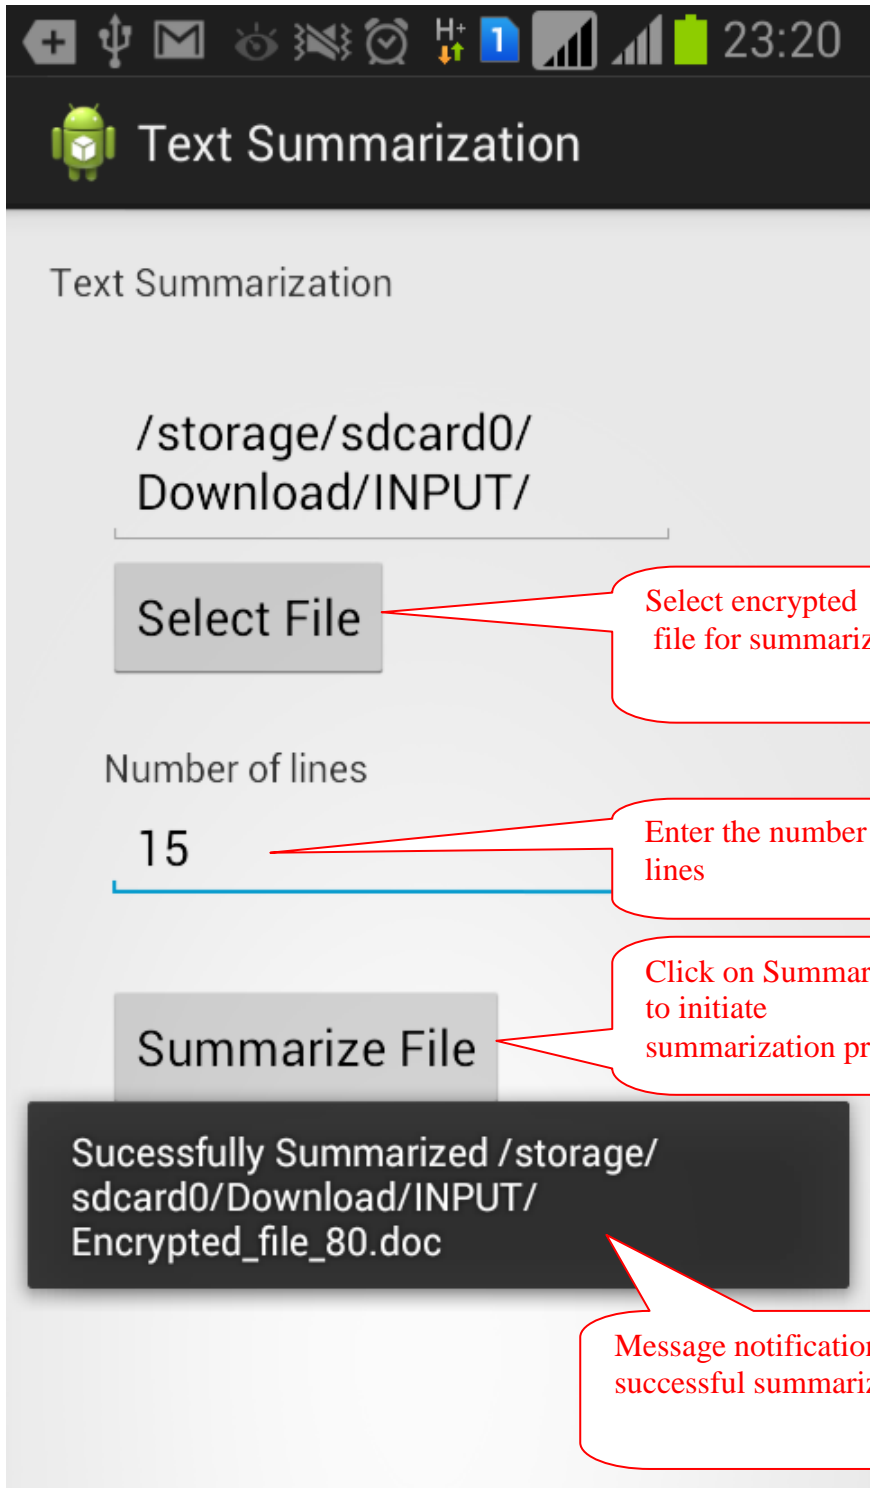 23:20
Text Summarization
Text Summarization
/storage/sdcard0/
Download/INPUT/
Select File
Select encrypted
file for summariz
Number of lines
15
Enter the number
lines
Summarize File
Click on Summar
to initiate
summarization pr
Sucessfully Summarized /storage/
sdcard0/Download/INPUT/
Encrypted_file_80.doc
Message notification
successful summariz